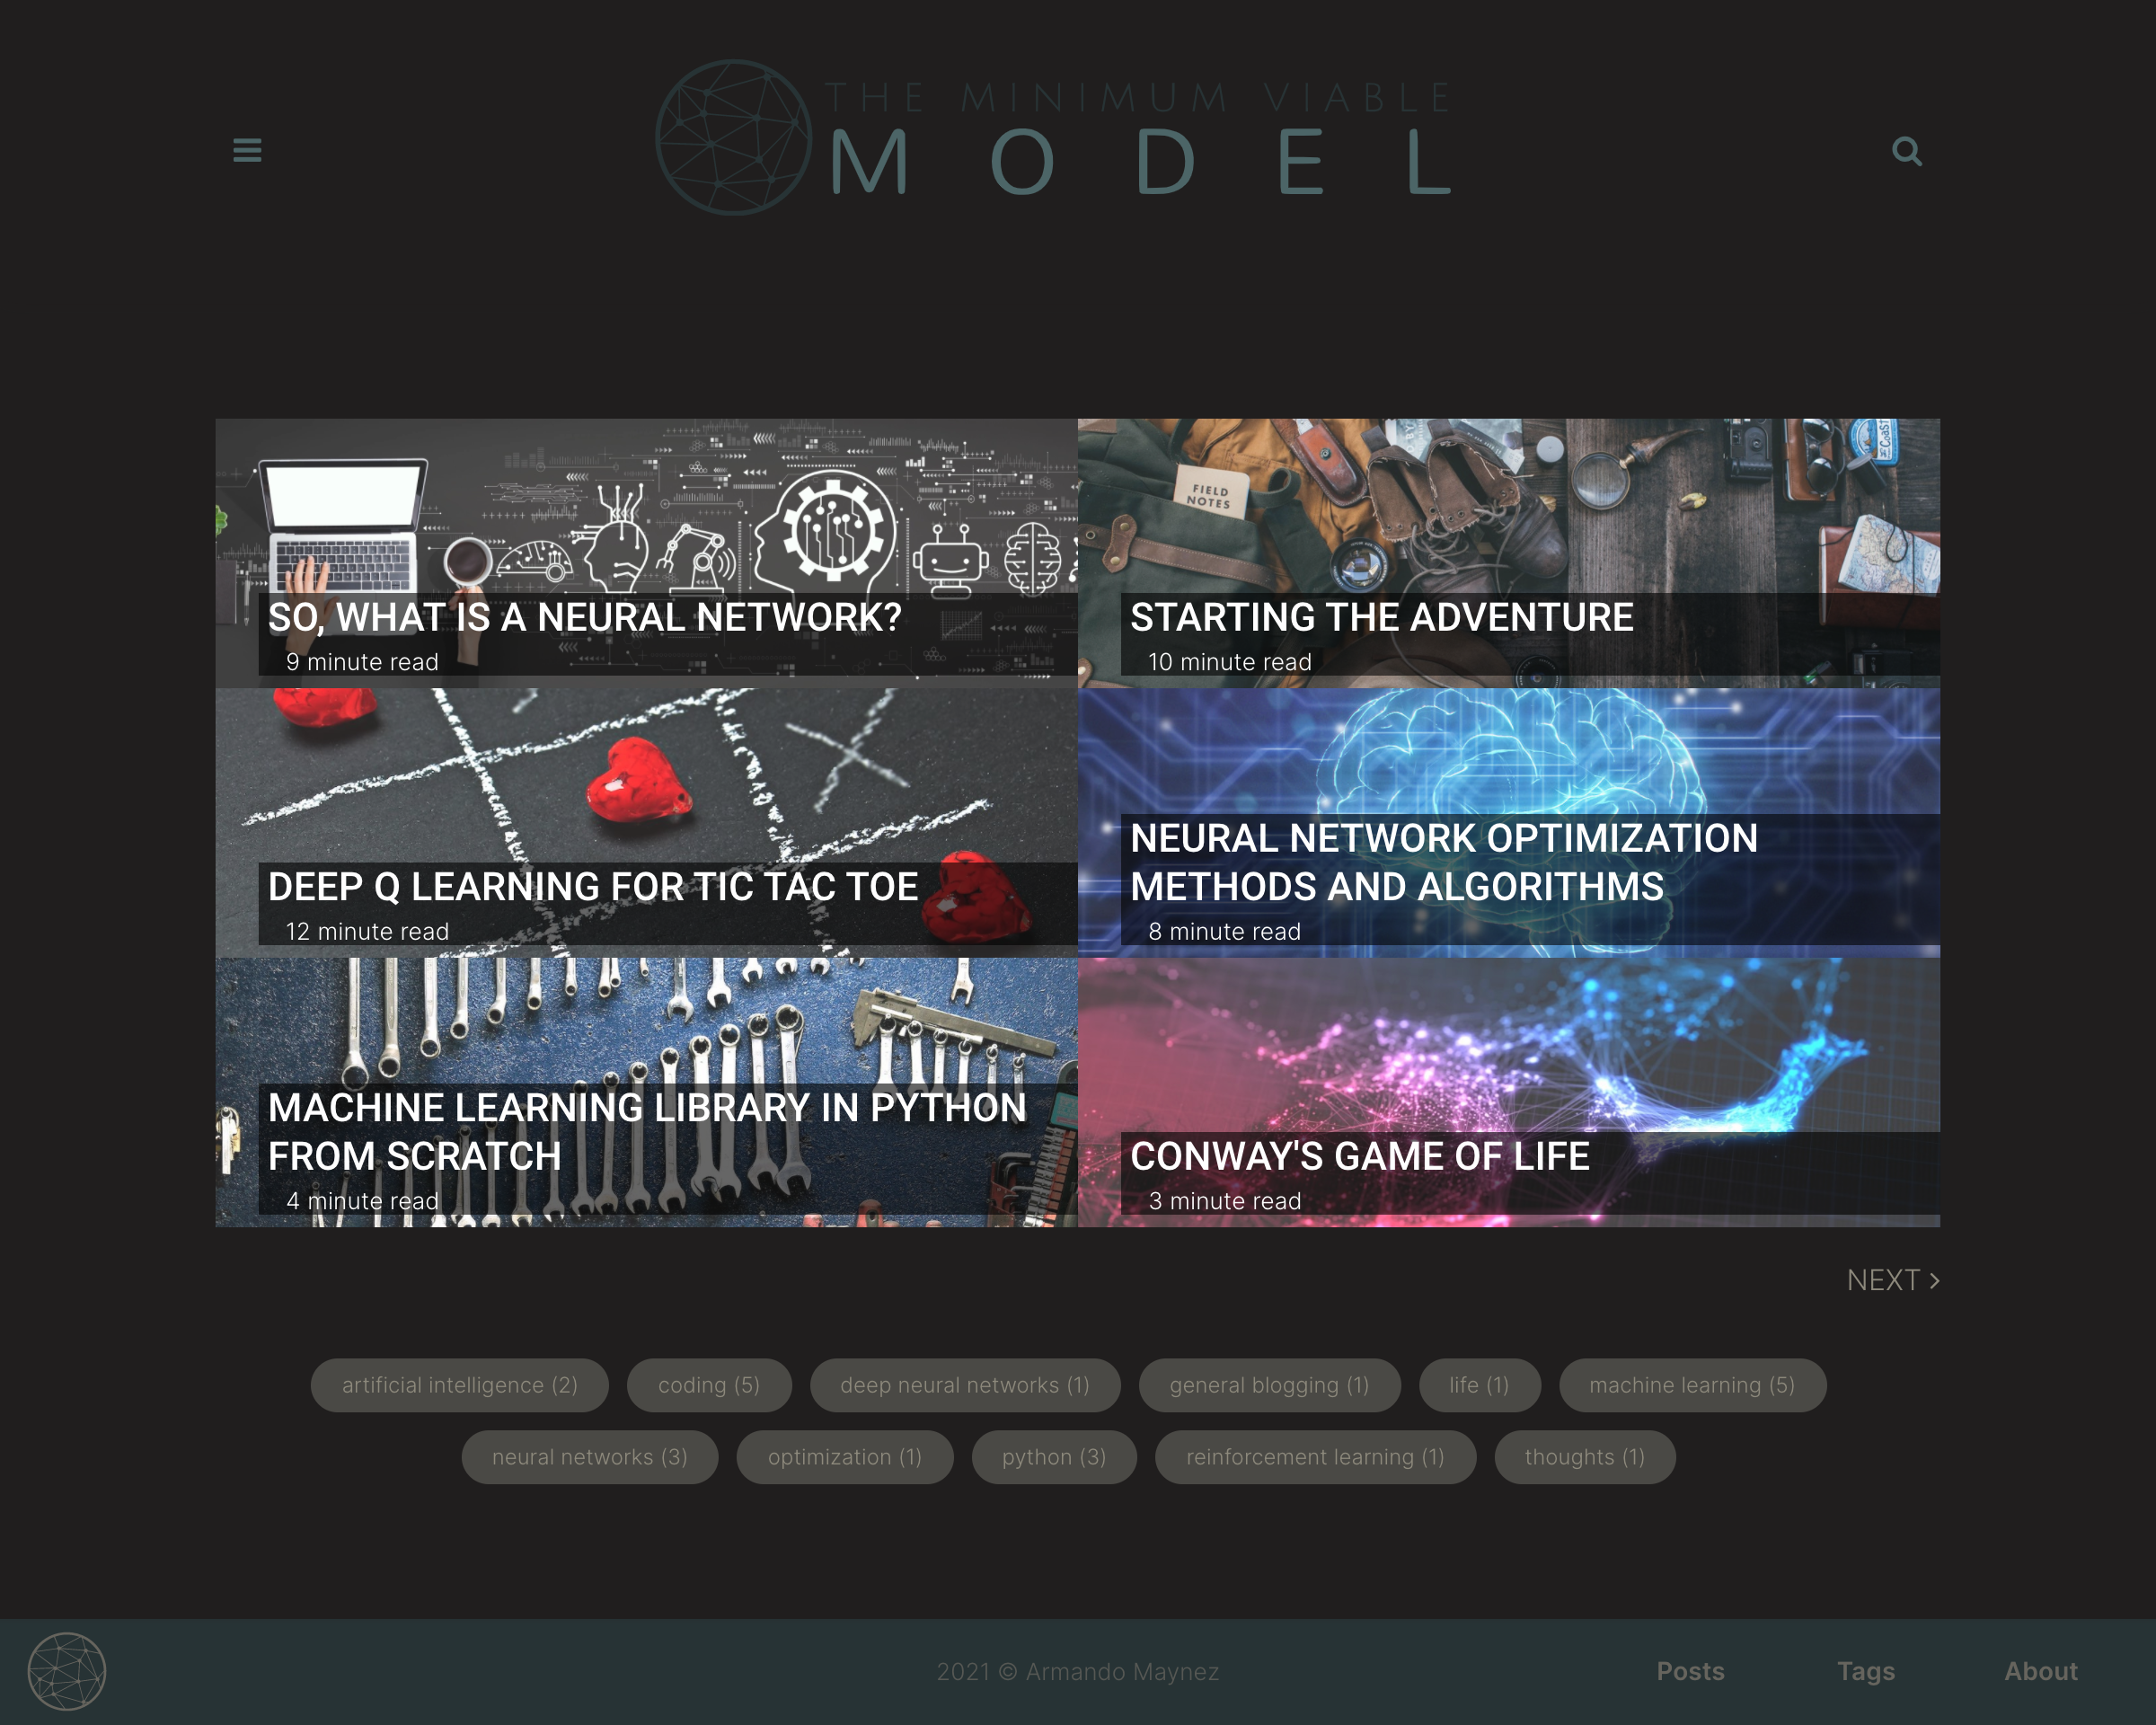 THE MINIMUM VIABLE
MODEL
FIELD
NOTES
COAST
SO, WHAT IS A NEURAL NETWORK?
9 minute read
STARTING THE ADVENTURE
10 minute read
DEEP Q LEARNING FOR TIC TAC TOE
12 minute read
NEURAL NETWORK OPTIMIZATION
METHODS AND ALGORITHMS
8 minute read
MACHINE LEARNING LIBRARY IN PYTHON
FROM SCRATCH
4 minute read
CONWAY'S GAME OF LIFE
3 minute read
NEXT >
artificial intelligence (2)
coding (5)
deep neural networks (1)
general blogging (1)
life (1)
machine learning (5)
neural networks (3)
optimization (1)
python (3)
reinforcement learning (1)
thoughts (1)
2021 © Armando Maynez
Posts
Tags
About